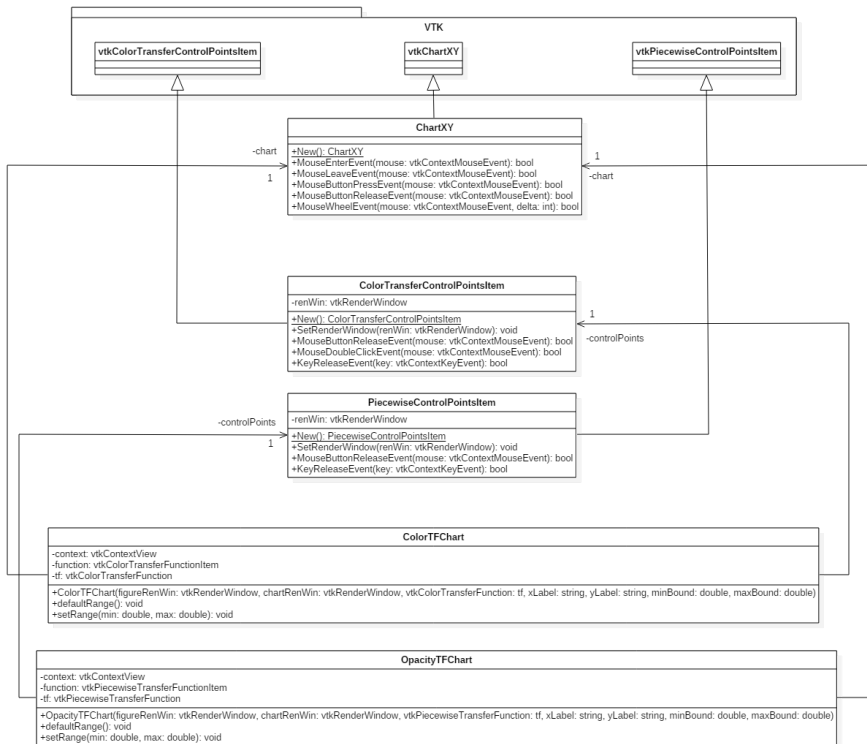 VTK
vtkColorTransferControlPointsItem
vtkChartXY
vtkPiecewiseControlPointsItem
ChartXY
+New(): ChartXY
+MouseEnterEvent(mouse: vtkContextMouseEvent): bool
+MouseLeaveEvent(mouse: vtkContextMouseEvent): bool
+MouseButtonPressEvent(mouse: vtkContextMouseEvent): bool
+MouseButtonReleaseEvent(mouse: vtkContextMouseEvent): bool
+MouseWheelEvent(mouse: vtkContextMouseEvent, delta: int): bool
-chart
1
1
-chart
ColorTransferControlPointsItem
-renWin: vtkRenderWindow
+New(): ColorTransferControlPointsItem
+SetRenderWindow(renWin: vtkRenderWindow): void
+MouseButtonReleaseEvent(mouse: vtkContextMouseEvent): bool
+MouseDoubleClickEvent(mouse: vtkContextMouseEvent): bool
+KeyReleaseEvent(key: vtkContextKeyEvent): bool
1
-controlPoints
PiecewiseControlPointsItem
-renWin: vtkRenderWindow
+New(): PiecewiseControlPointsItem
+SetRenderWindow(renWin: vtkRenderWindow): void
+MouseButtonReleaseEvent(mouse: vtkContextMouseEvent): bool
+KeyReleaseEvent(key: vtkContextKeyEvent): bool
-controlPoints
1
ColorTFChart
-context: vtkContextView
-function: vtkColorTransferFunctionItem
-tf: vtkColorTransferFunction
+ColorTFChart(figureRenWin: vtkRenderWindow, chartRenWin: vtkRenderWindow, vtkColorTransferFunction: tf, xLabel: string, yLabel: string, minBound: double, maxBound: double)
+defaultRange(): void
+setRange(min: double, max: double): void
OpacityTFChart
-context: vtkContextView
-function: vtkPiecewiseTransferFunctionItem
-tf: vtkPiecewiseTransferFunction
+OpacityTFChart(figureRenWin: vtkRenderWindow, chartRenWin: vtkRenderWindow, vtkPiecewiseTransferFunction: tf, xLabel: string, yLabel: string, minBound: double, maxBound: double)
+defaultRange(): void
+setRange(min: double, max: double): void